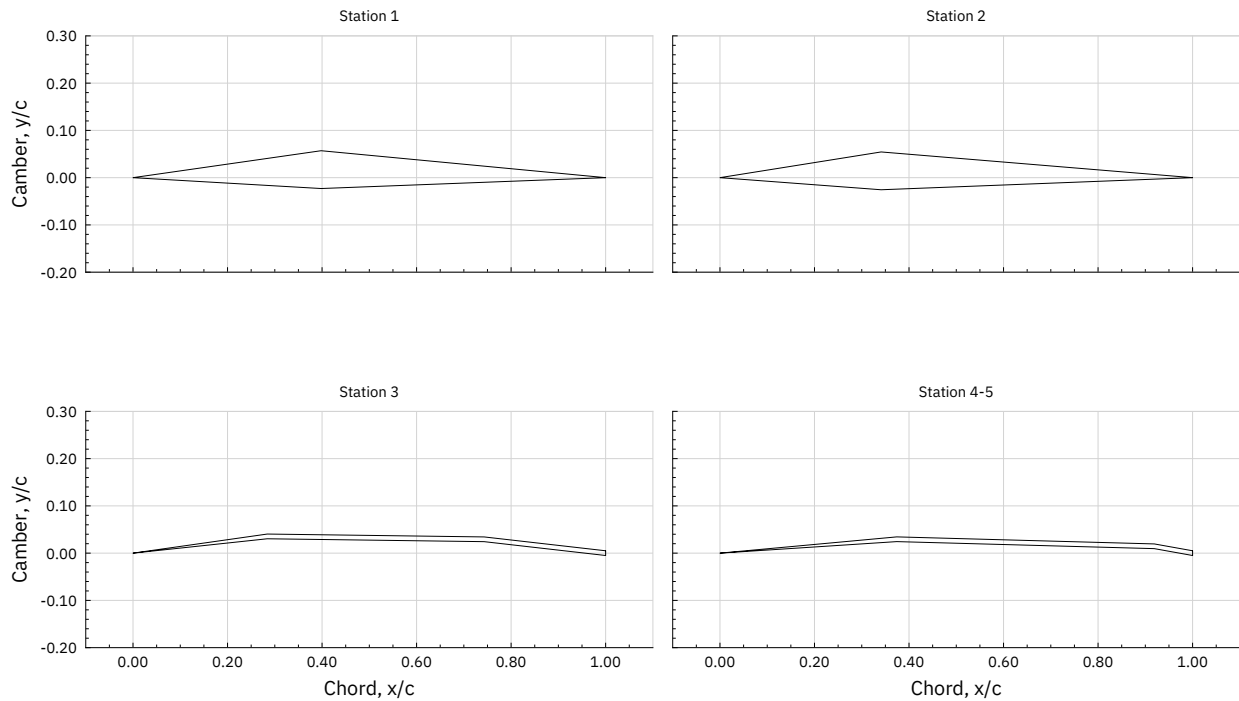 Station 1
Station 2
0.30
0.20
0.10
0.00
-0.10
-0.20
Camber, y/c
Station 3
Station 4-5
0.30
0.20
0.10
0.00
-0.10
-0.20
Camber, y/c
0.00 0.20 0.40 0.60 0.80 1.00
0.00 0.20 0.40 0.60 0.80 1.00
Chord, x/c
Chord, x/c